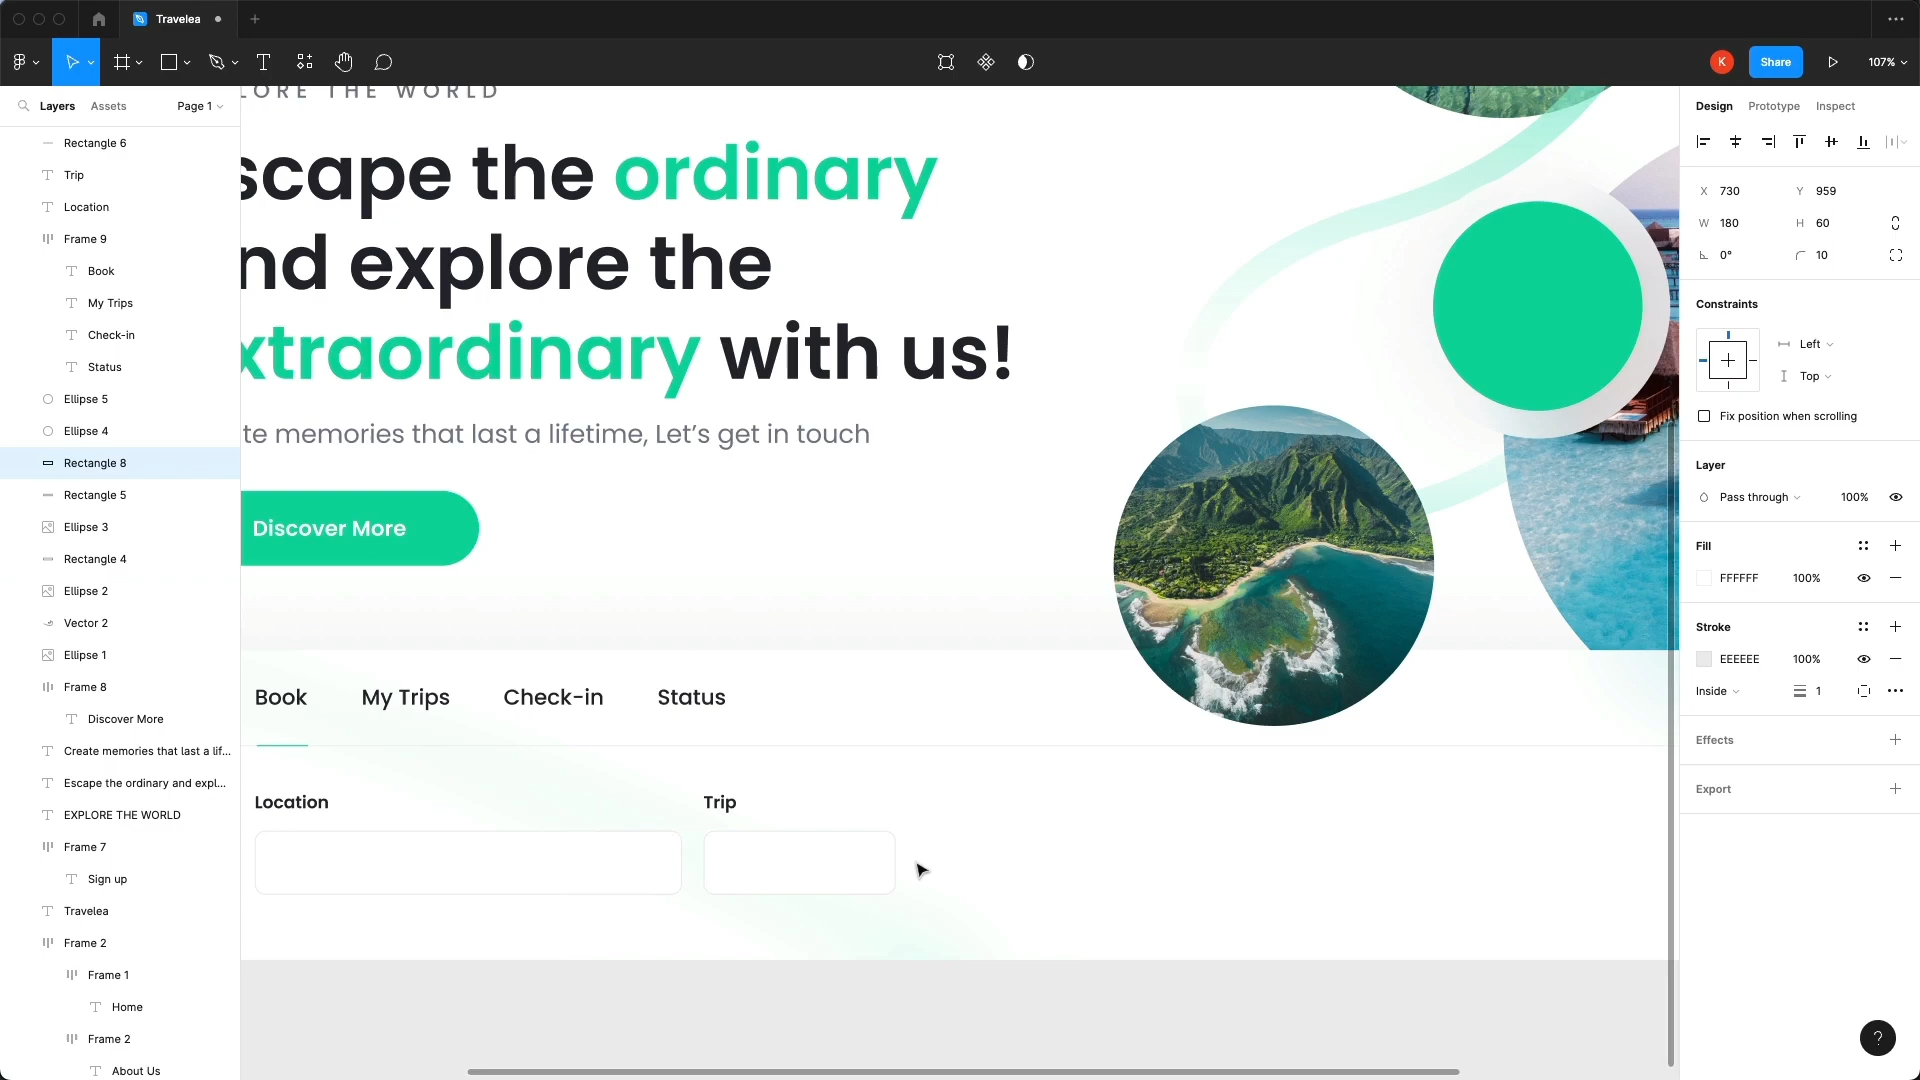 Travelea
K
Share
107%
Layers
Assets
Page 1
Rectangle 6
Trip
Location
Frame 9
Book
My Trips
Check-in
Status
Ellipse 5
Ellipse 4
Rectangle 8
Rectangle 5
Ellipse 3
Rectangle 4
Ellipse 2
Vector 2
Ellipse 1
Frame 8
Discover More
Create memories that last a lif...
Escape the ordinary and expl...
EXPLORE THE WORLD
Frame 7
Sign up
Travelea
Frame 2
Frame 1
Home
Frame 2
About Us
LORE THE WORLD
scape the ordinary
nd explore the
xtraordinary with us!
te memories that last a lifetime, Let's get in touch
Discover More
Book My Trips Check-in Status
Location Trip
Design Prototype Inspect
X 730 Y 959
W 180 H 60
0° 10
Constraints
Left
Top
Fix position when scrolling
Layer
Pass through 100%
Fill
FFFFFF 100%
Stroke
EEEEEE 100%
Inside 1
Effects
Export
?